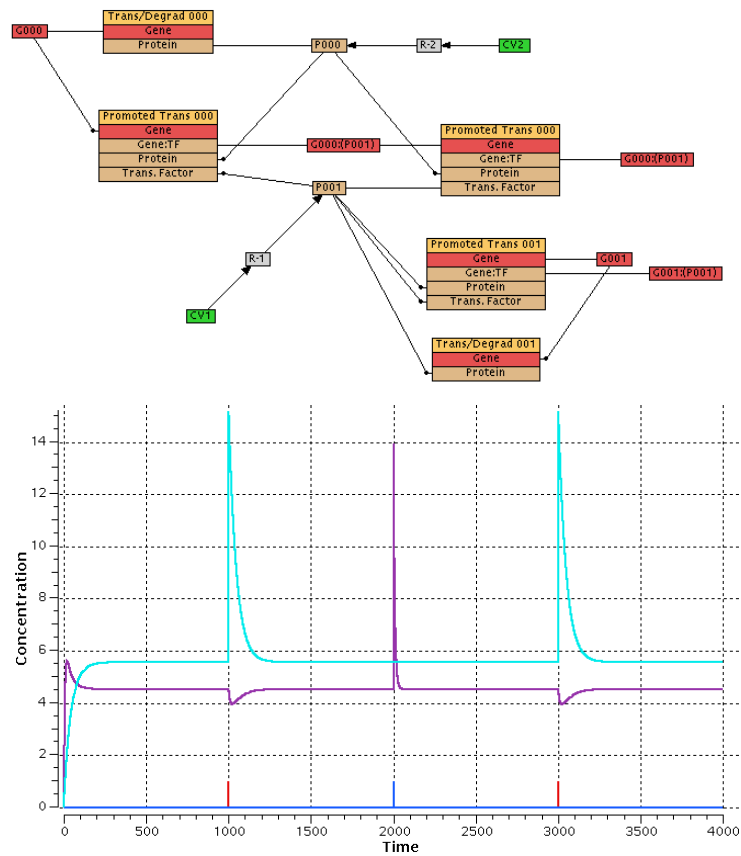 Trans/Degrad 000
G000
Gene
Protein
P000
R-2
CV2
Promoted Trans 000
Gene
Gene:TF
Protein
Trans. Factor
G000:(P001)
Promoted Trans 000
Gene
Gene:TF
Protein
Trans. Factor
G000:(P001)
P001
Promoted Trans 001
Gene
Gene:TF
Protein
Trans. Factor
G001
G001:(P001)
R-1
CV1
Trans/Degrad 001
Gene
Protein
Concentration
14
12
10
8
6
4
2
0
0 500 1000 1500 2000 2500 3000 3500 4000
Time